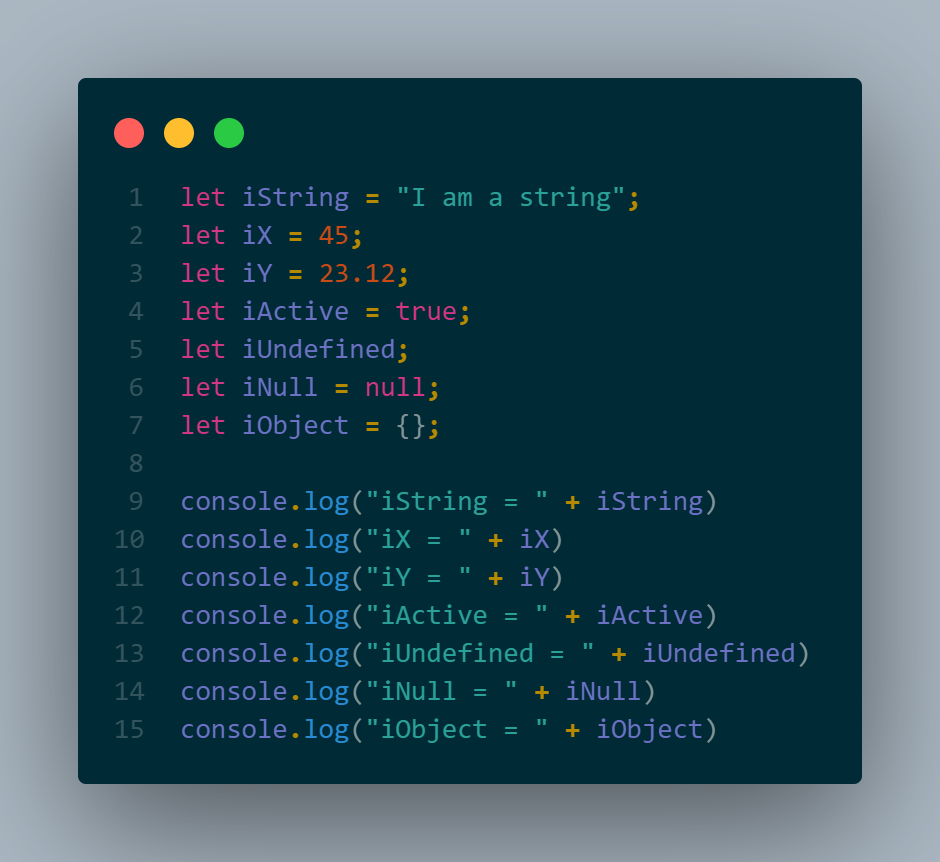 1 let iString = "I am a string";
2 let iX = 45;
3 let iY = 23.12;
4 let iActive = true;
5 let iUndefined;
6 let iNull = null;
7 let iObject = {};
8
9 console.log("iString = " + iString)
10 console.log("iX = " + iX)
11 console.log("iY = " + iY)
12 console.log("iActive = " + iActive)
13 console.log("iUndefined = " + iUndefined)
14 console.log("iNull = " + iNull)
15 console.log("iObject = " + iObject)